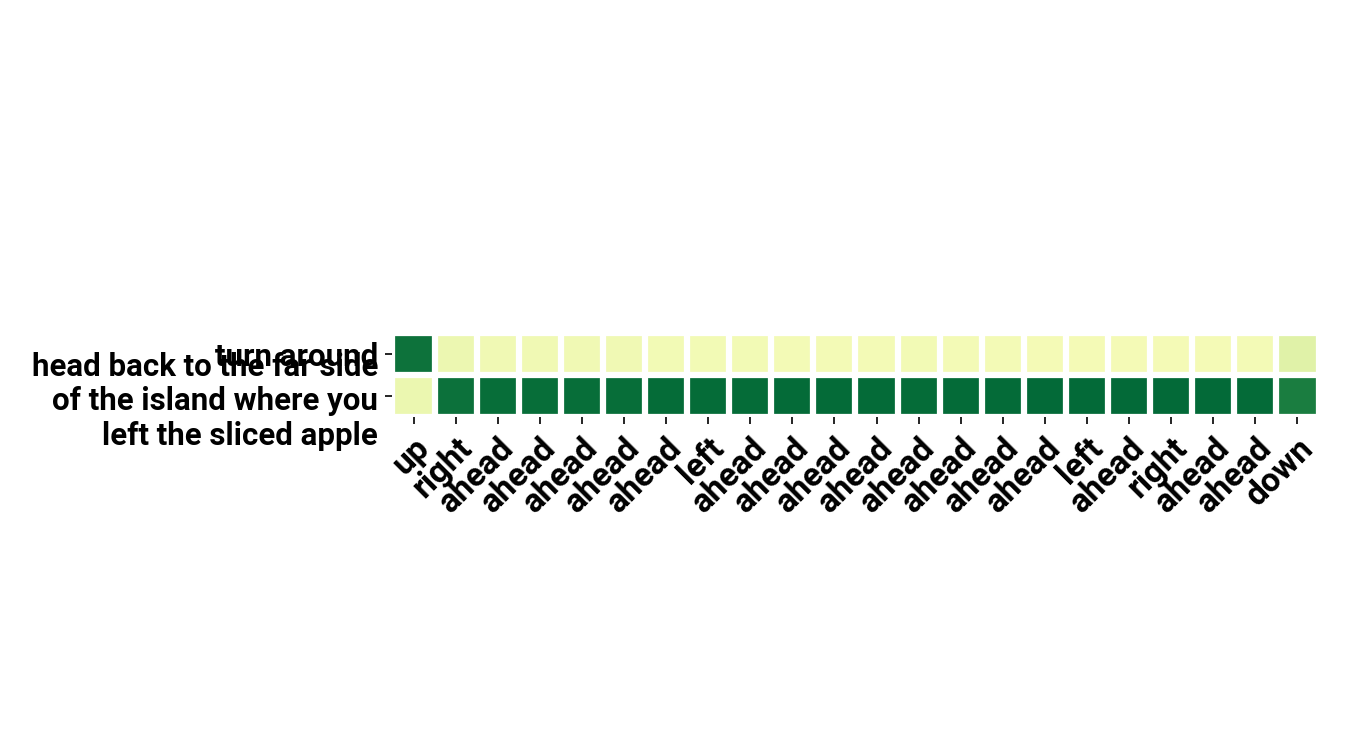 turn around
head back to the far side
of the island where you
left the sliced apple
up
right
ahead
ahead
ahead
ahead
ahead
left
ahead
ahead
ahead
ahead
ahead
ahead
ahead
ahead
left
ahead
right
ahead
ahead
down